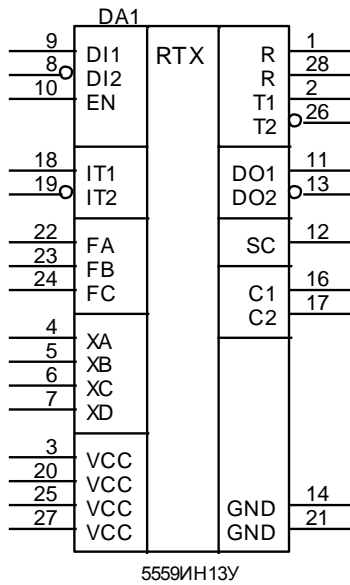 DA1
RTX
9 DI1 R 1
8 DI2 R 28
10 EN T1 2
T2 26
18 IT1 DO1 11
19 IT2 DO2 13
22 FA SC 12
23 FB
24 FC C1 16
C2 17
4 XA
5 XB
6 XC
7 XD
3 VCC
20 VCC
25 VCC GND 14
27 VCC GND 21
5559ИН13У